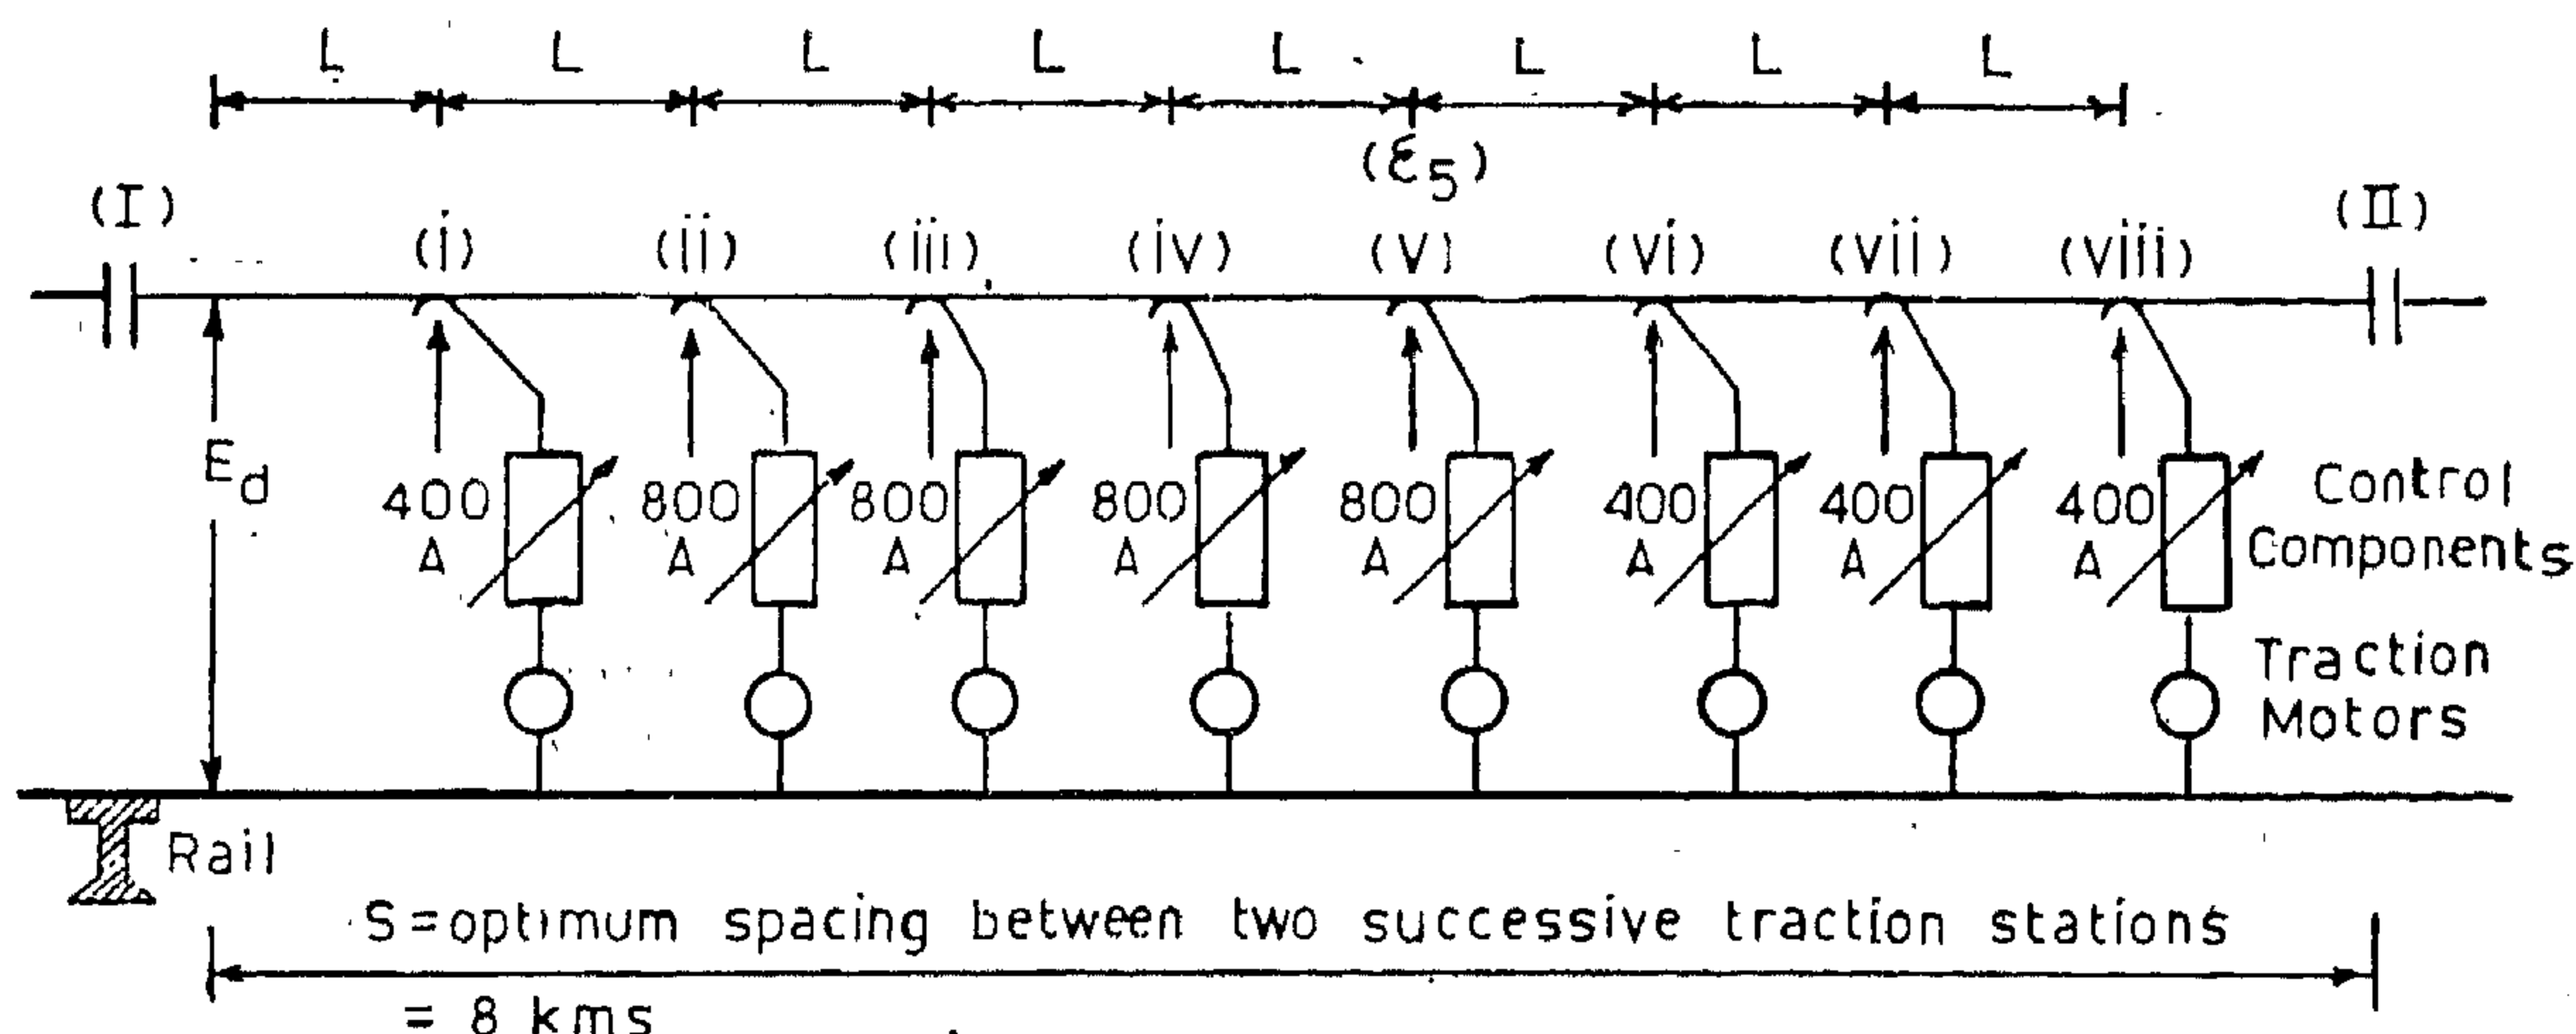 L L L L L L L L
(ε5)
(I) (i) (ii) (iii) (iv) (v) (vi) (vii) (viii) (II)
Ed
400 A
800 A
800 A
800 A
800 A
400 A
400 A
400 A
Control Components
Traction Motors
Rail
S=optimum spacing between two successive traction stations
= 8 kms